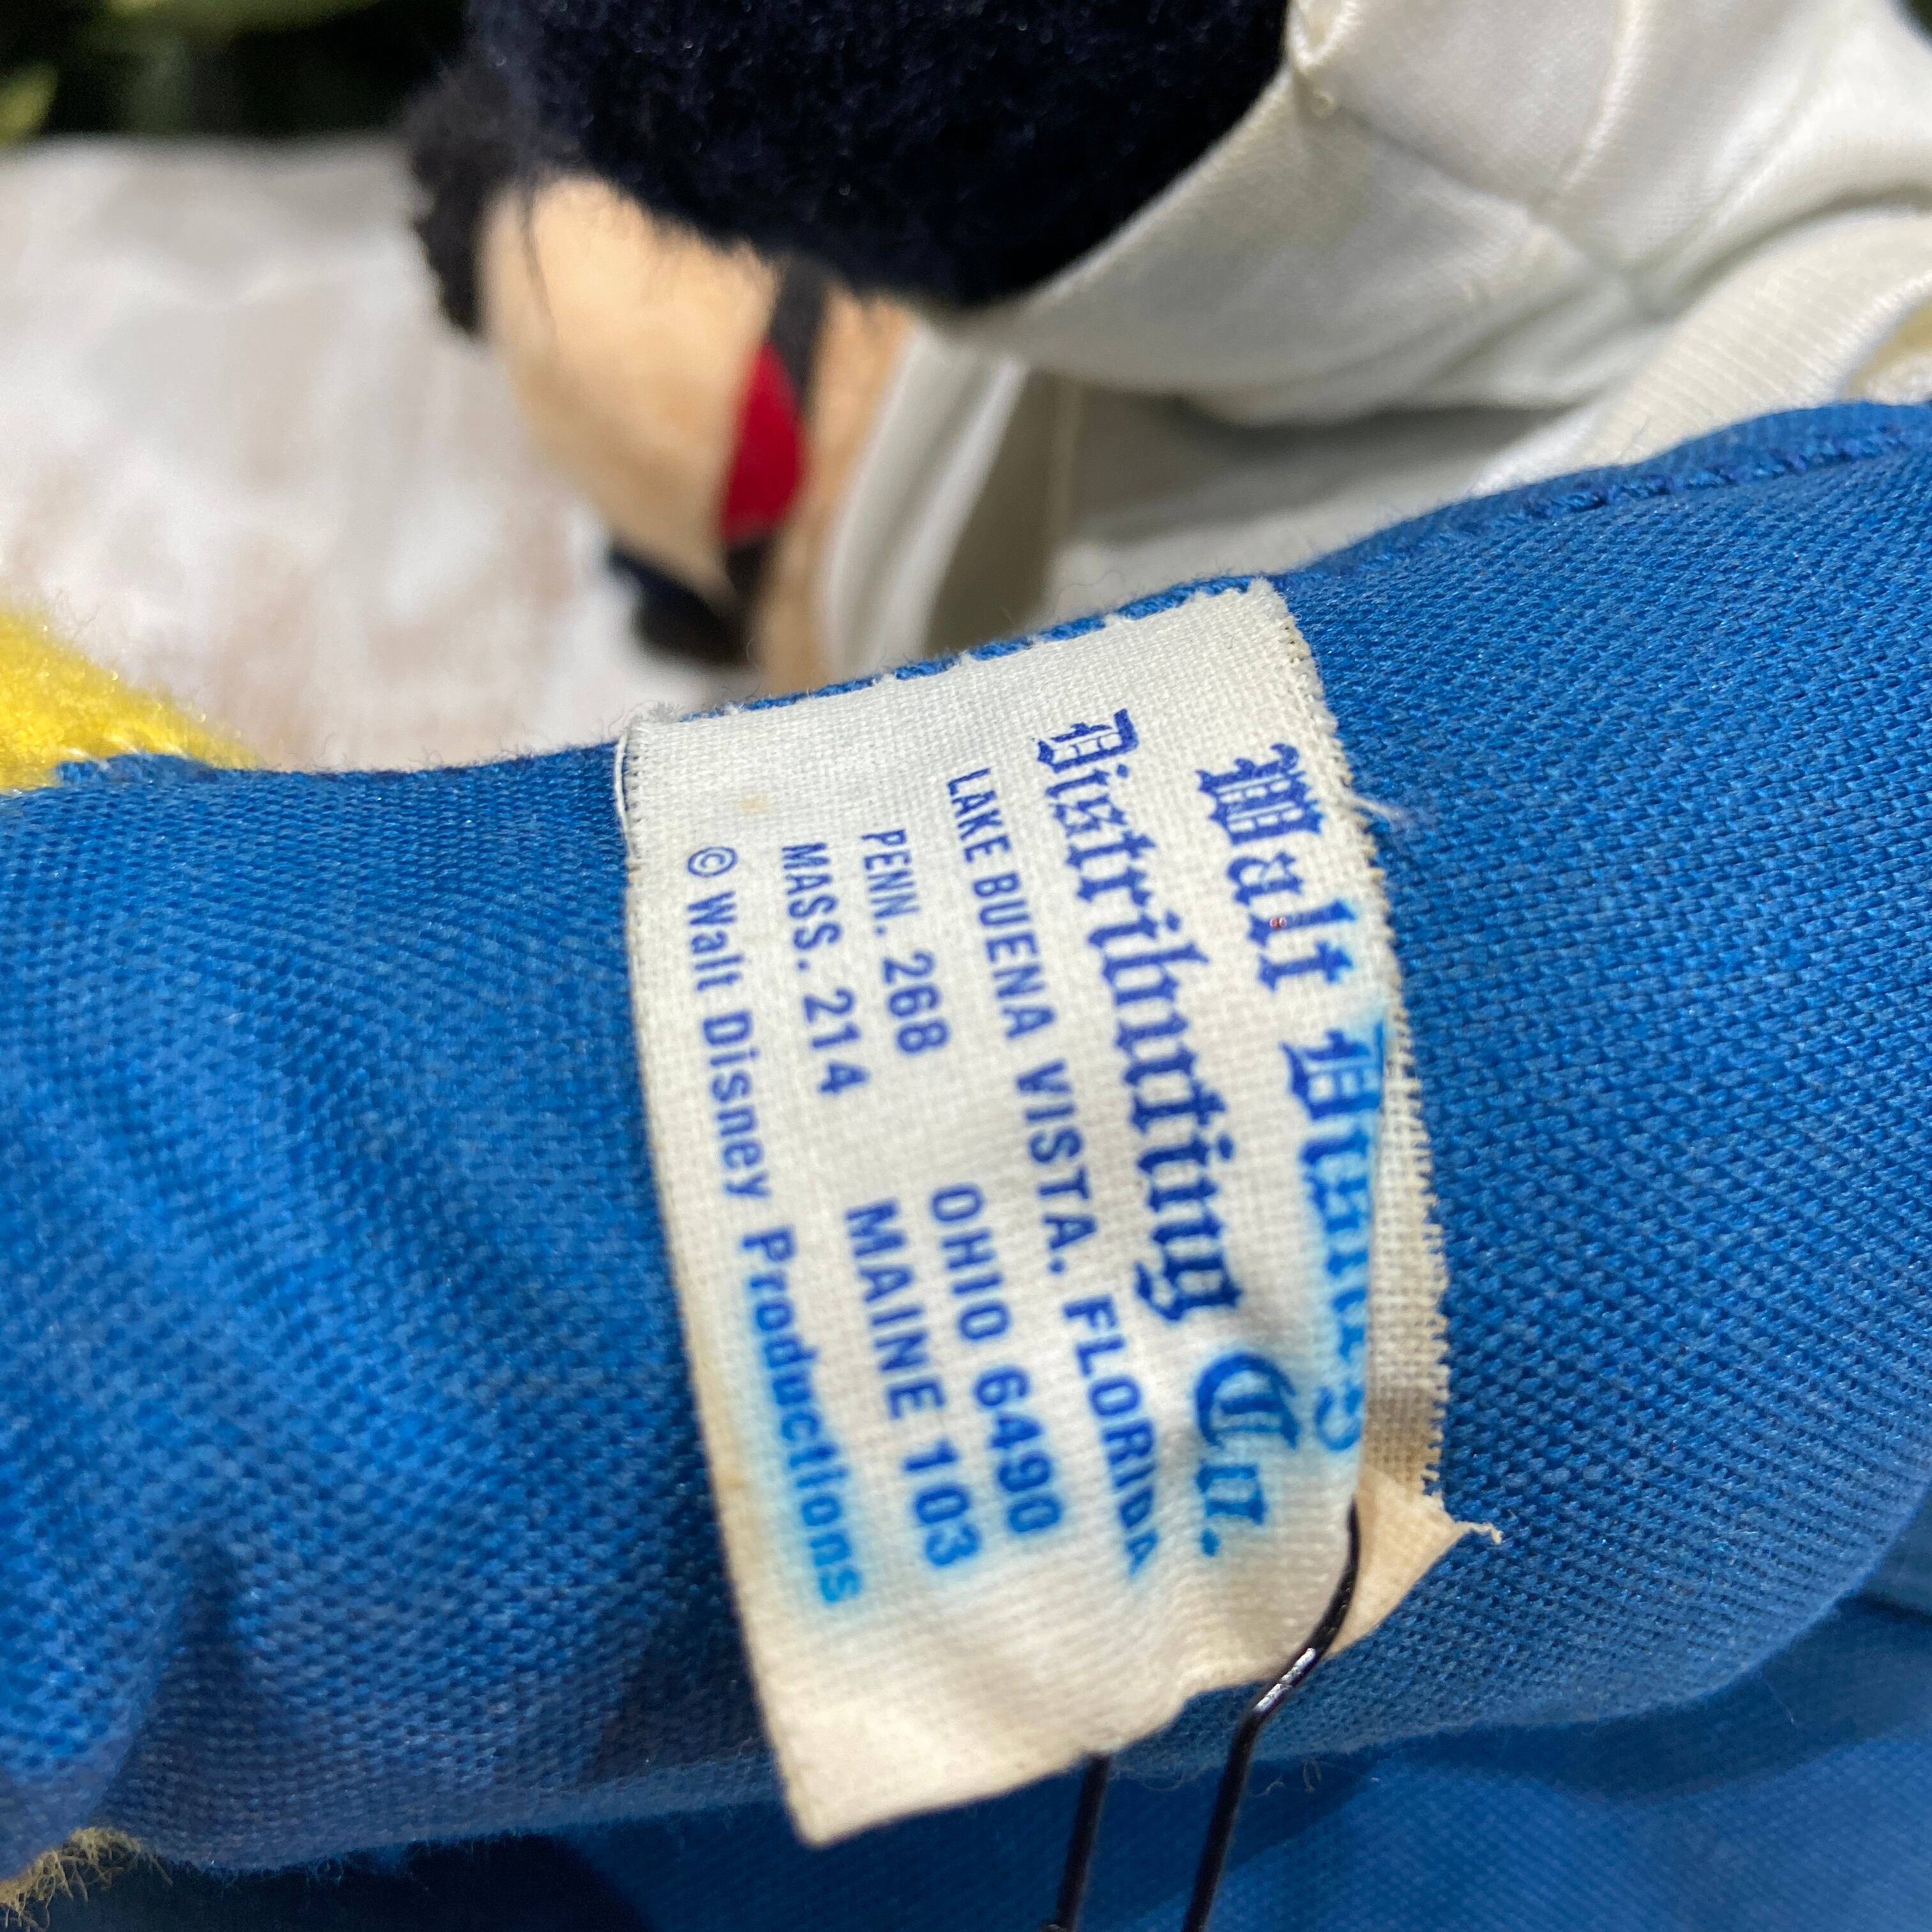 Walt Disney
Distributing Co.
LAKE BUENA VISTA, FLORIDA
PENN. 268 OHIO 6490
MASS. 214 MAINE 103
© Walt Disney Productions